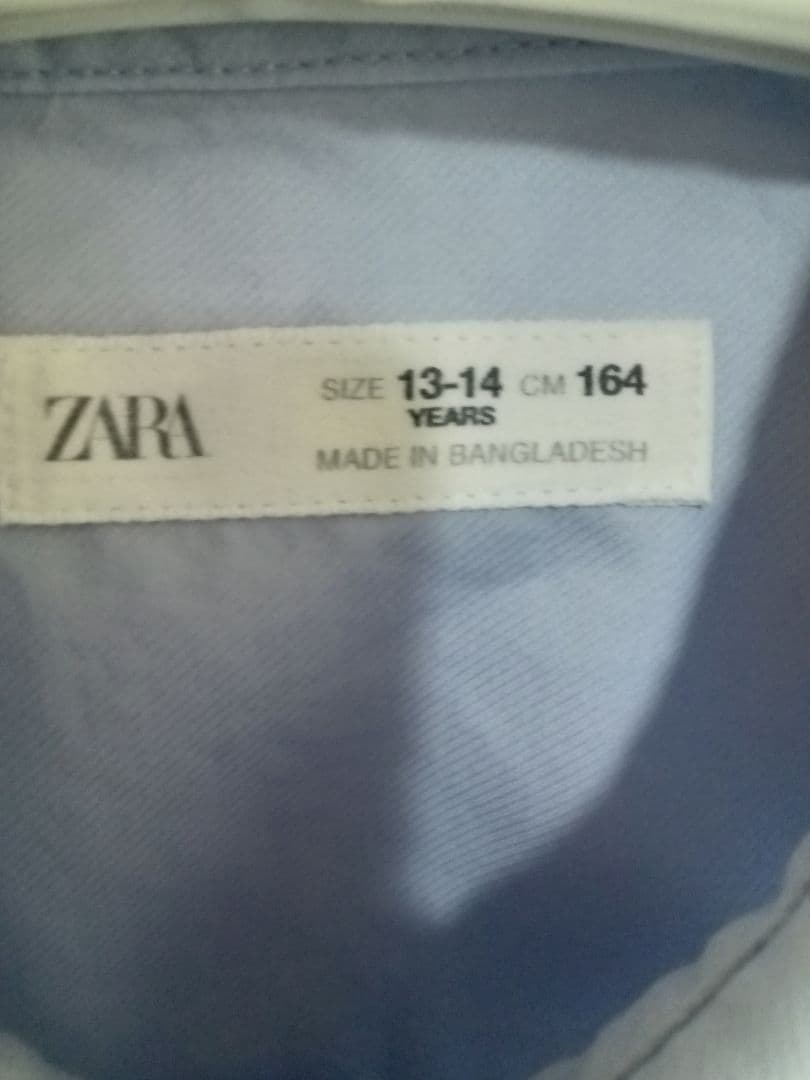 ZARA
SIZE 13-14 CM 164
YEARS
MADE IN BANGLADESH